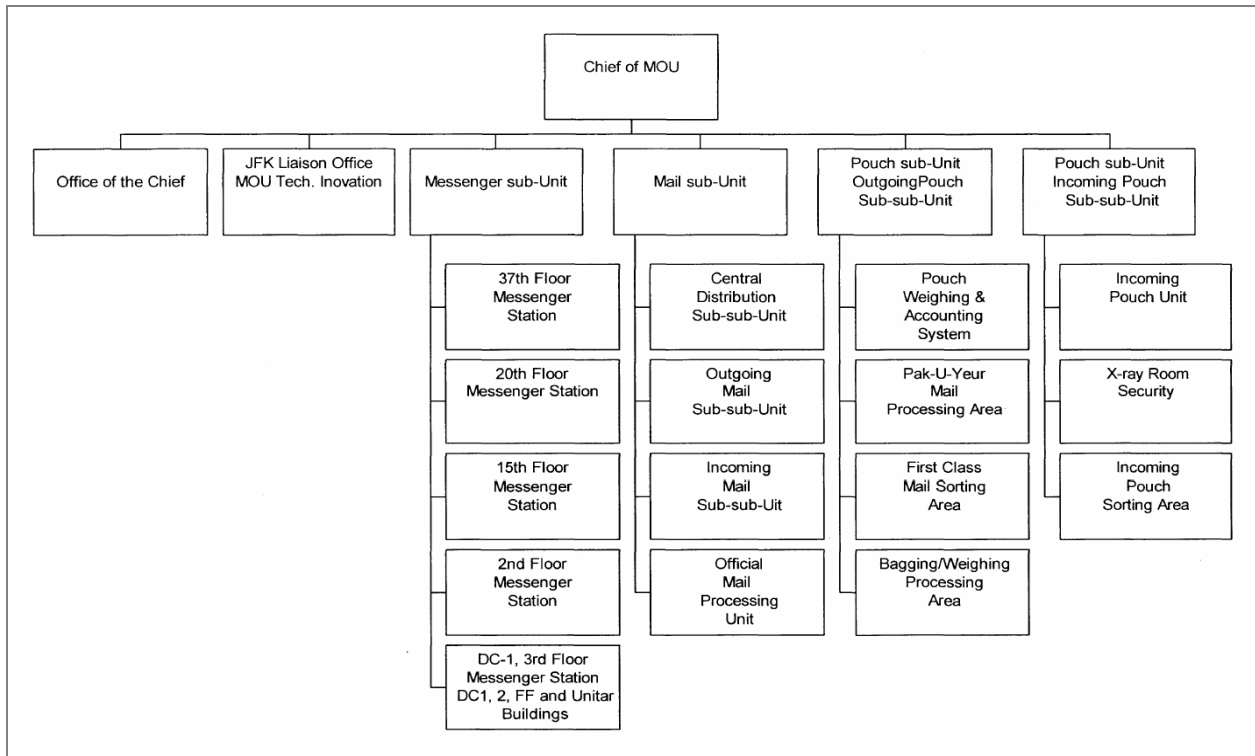 Chief of MOU
Office of the Chief
JFK Liaison Office
MOU Tech. Inovation
Messenger sub-Unit
Mail sub-Unit
Pouch sub-Unit
OutgoingPouch
Sub-sub-Unit
Pouch sub-Unit
Incoming Pouch
Sub-sub-Unit
37th Floor
Messenger
Station
20th Floor
Messenger Station
15th Floor
Messenger
Station
2nd Floor
Messenger
Station
DC-1, 3rd Floor
Messenger Station
DC1, 2, FF and Unitar
Buildings
Central
Distribution
Sub-sub-Unit
Outgoing
Mail
Sub-sub-Unit
Incoming
Mail
Sub-sub-Uit
Official
Mail
Processing
Unit
Pouch
Weighing &
Accounting
System
Pak-U-Yeur
Mail
Processing Area
First Class
Mail Sorting
Area
Bagging/Weighing
Processing
Area
Incoming
Pouch Unit
X-ray Room
Security
Incoming
Pouch
Sorting Area